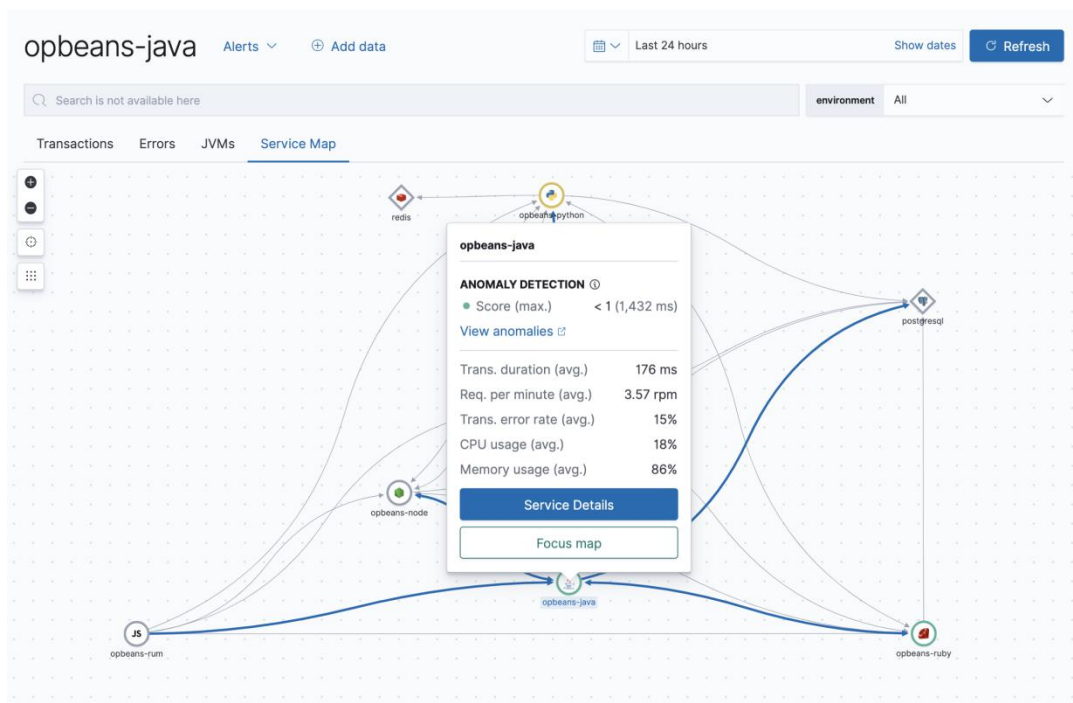 opbeans-java Alerts Add data Last 24 hours Show dates Refresh
Search is not available here environment All
Transactions Errors JVMs Service Map
redis
opbeans-python
opbeans-java
ANOMALY DETECTION
Score (max.) < 1 (1,432 ms)
View anomalies
postgresql
Trans. duration (avg.) 176 ms
Req. per minute (avg.) 3.57 rpm
Trans. error rate (avg.) 15%
CPU usage (avg.) 18%
Memory usage (avg.) 86%
Service Details
opbeans-node
Focus map
opbeans-java
JS
opbeans-rum
opbeans-ruby